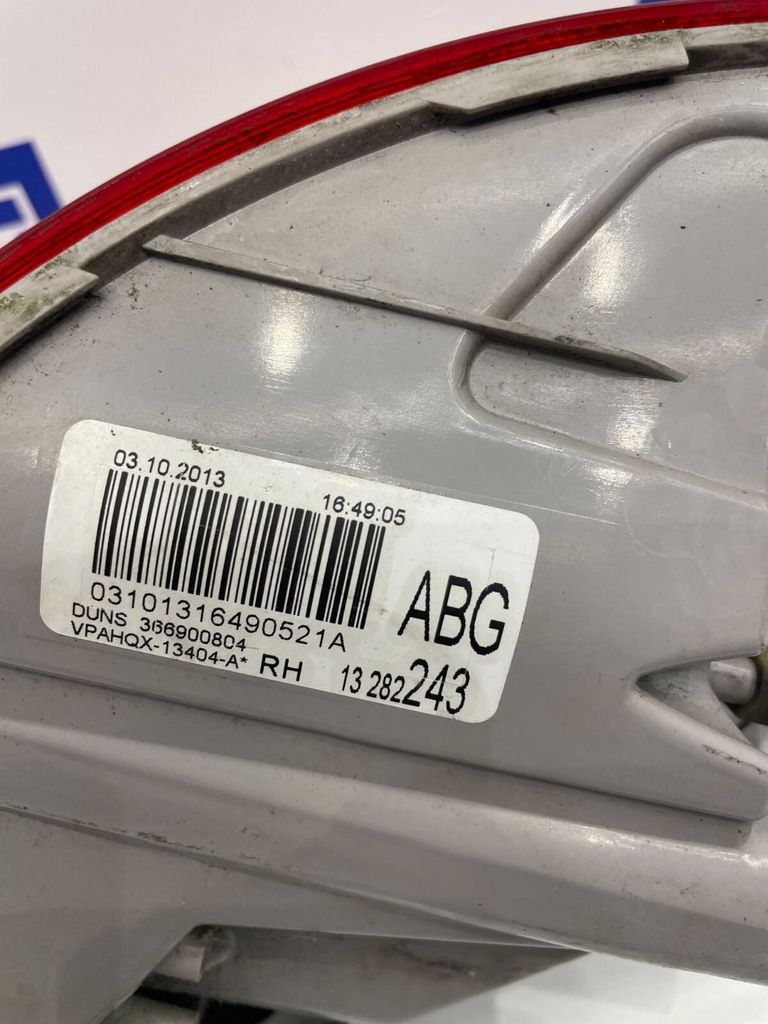 03.10.2013
16:49:05
03101316490521A
DUNS 366900804
VPAHQX-13404-A*
RH
ABG
13 282243